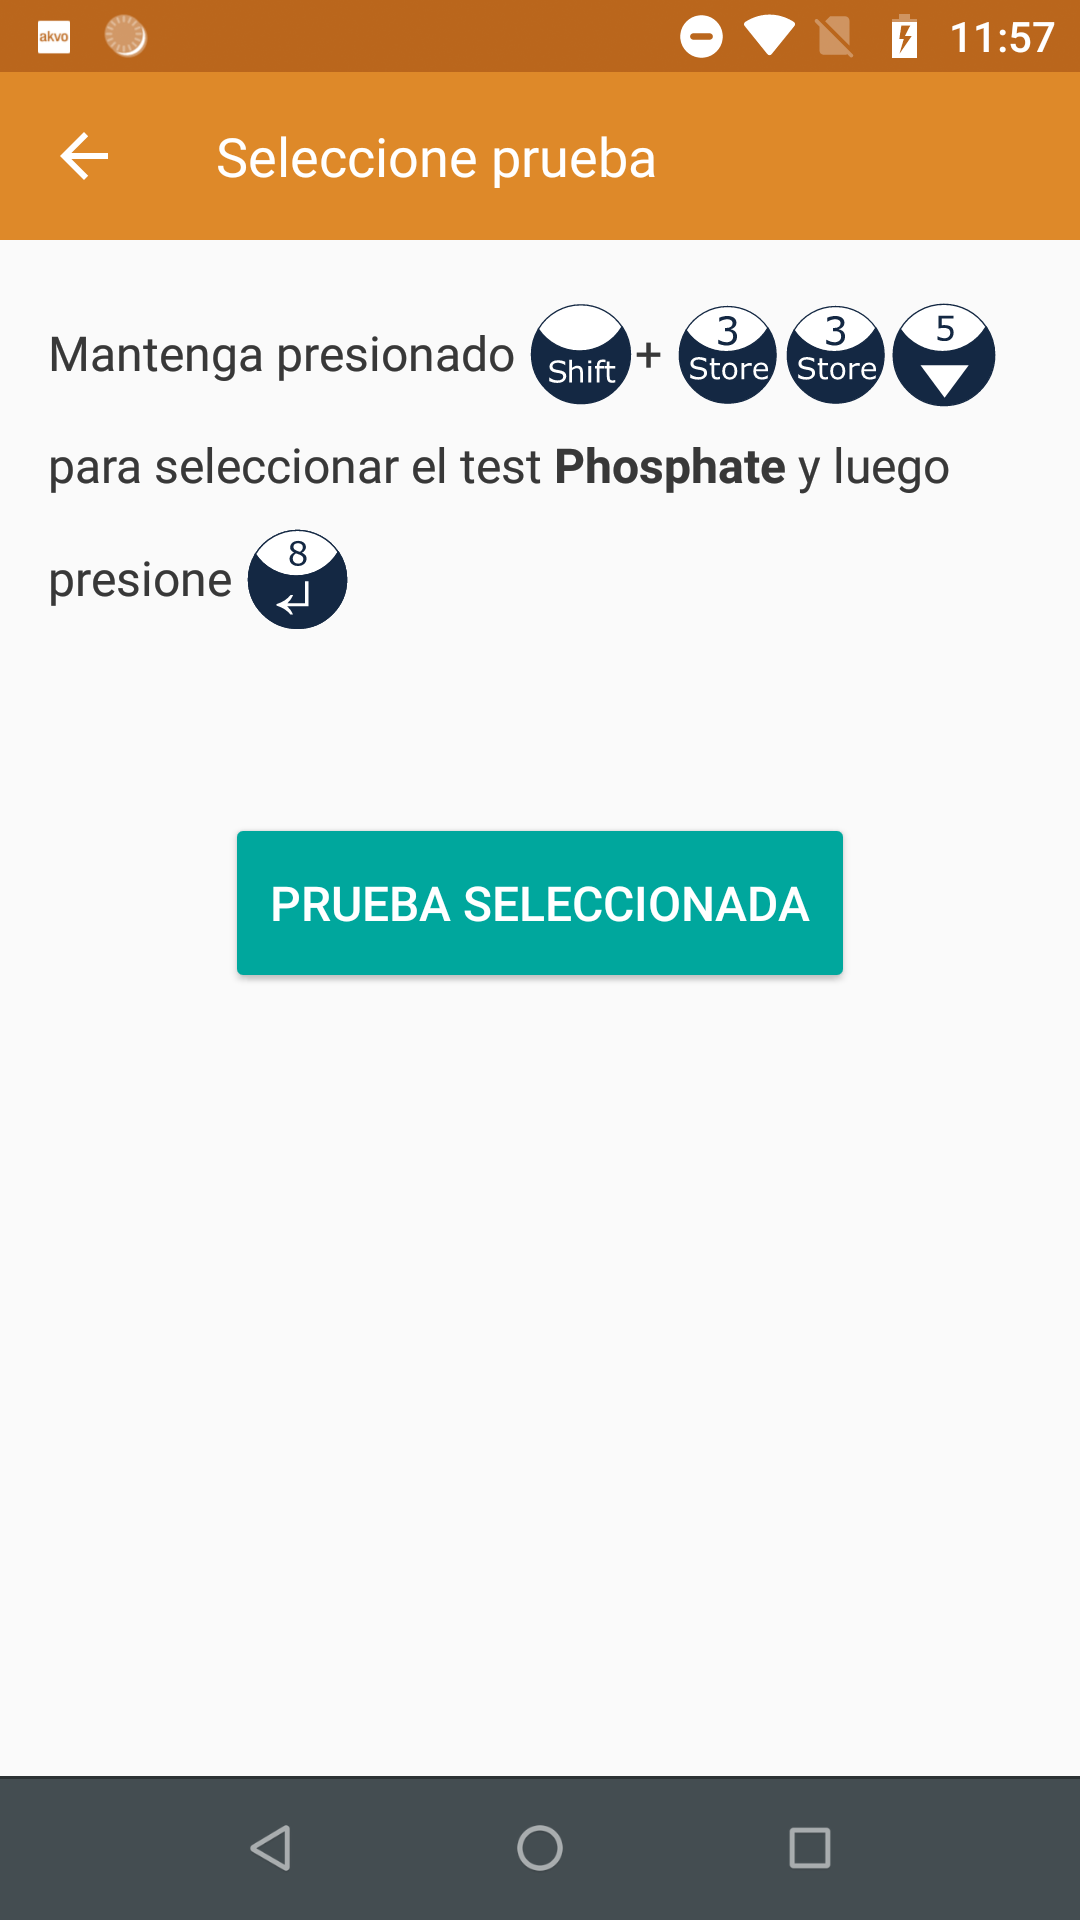 akvo
11:57
Seleccione prueba
Mantenga presionado Shift + 3 Store 3 Store 5
para seleccionar el test Phosphate y luego
presione 8
PRUEBA SELECCIONADA